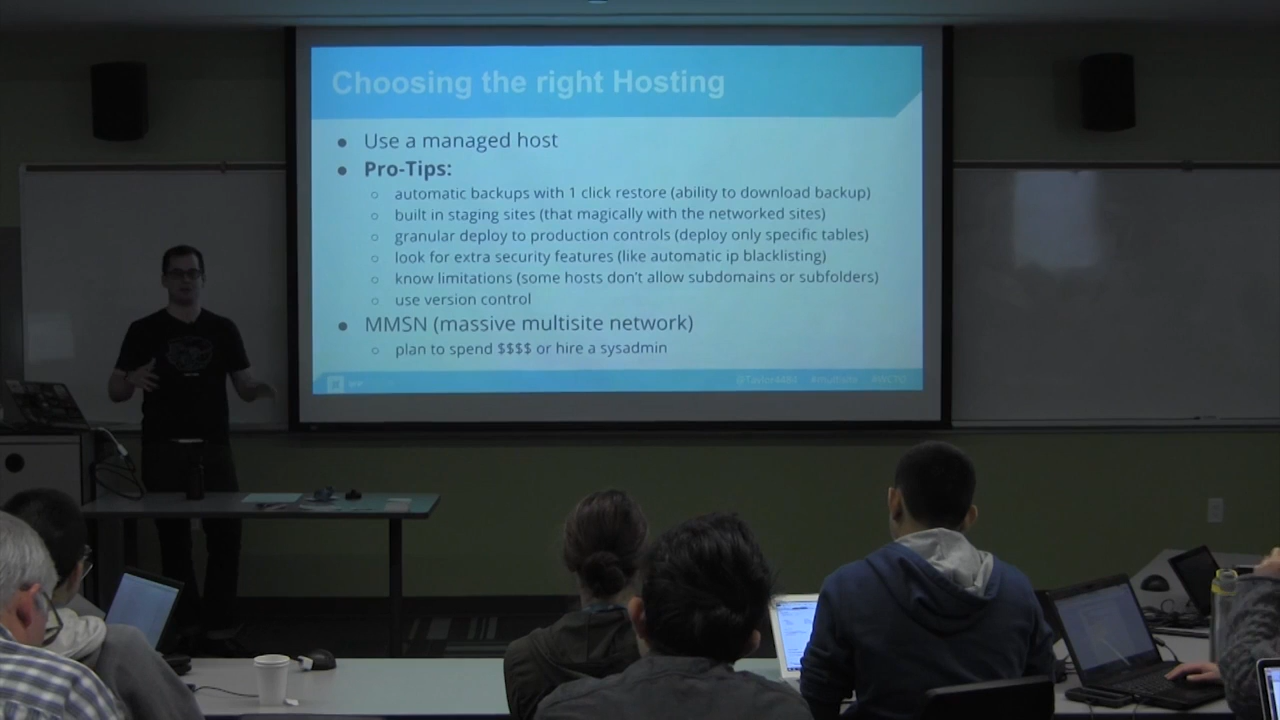 Choosing the right Hosting
● Use a managed host
● Pro-Tips:
○ automatic backups with 1 click restore (ability to download backup)
○ built in staging sites (that magically with the networked sites)
○ granular deploy to production controls (deploy only specific tables)
○ look for extra security features (like automatic ip blacklisting)
○ know limitations (some hosts don't allow subdomains or subfolders)
○ use version control
● MMSN (massive multisite network)
○ plan to spend $$$$ or hire a sysadmin